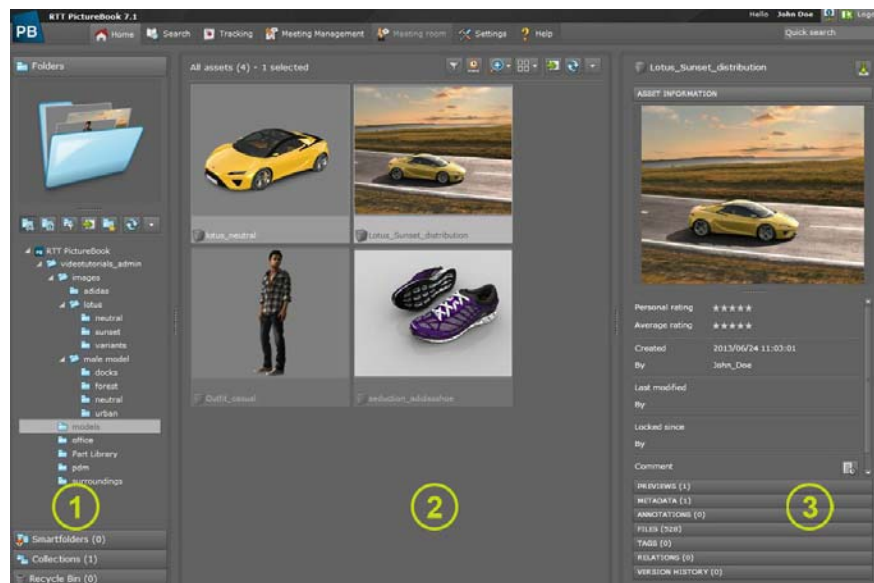 RTT PictureBook 7.1
Hello John Doe
PB Home Search Tracking Meeting Management Meeting room Settings Help
Quick search
Folders
RTT PictureBook
videotutorials_admin
images
adidas
lotus
neutral
sunset
variants
male model
docks
forest
neutral
urban
models
office
Part Library
pdm
surroundings
1
Smartfolders (0)
Collections (1)
Recycle Bin (0)
All assets (4) - 1 selected
lotus_neutral
Lotus_Sunset_distribution
Outfit_casual
seduction_adidasshoe
2
Lotus_Sunset_distribution
ASSET INFORMATION
Personal rating
Average rating
Created 2013/06/24 11:03:01
By John_Doe
Last modified
By
Locked since
By
Comment
PREVIEWS (1)
METADATA (1)
ANNOTATIONS (0)
FILES (528)
TAGS (0)
RELATIONS (0)
VERSION HISTORY (0)
3